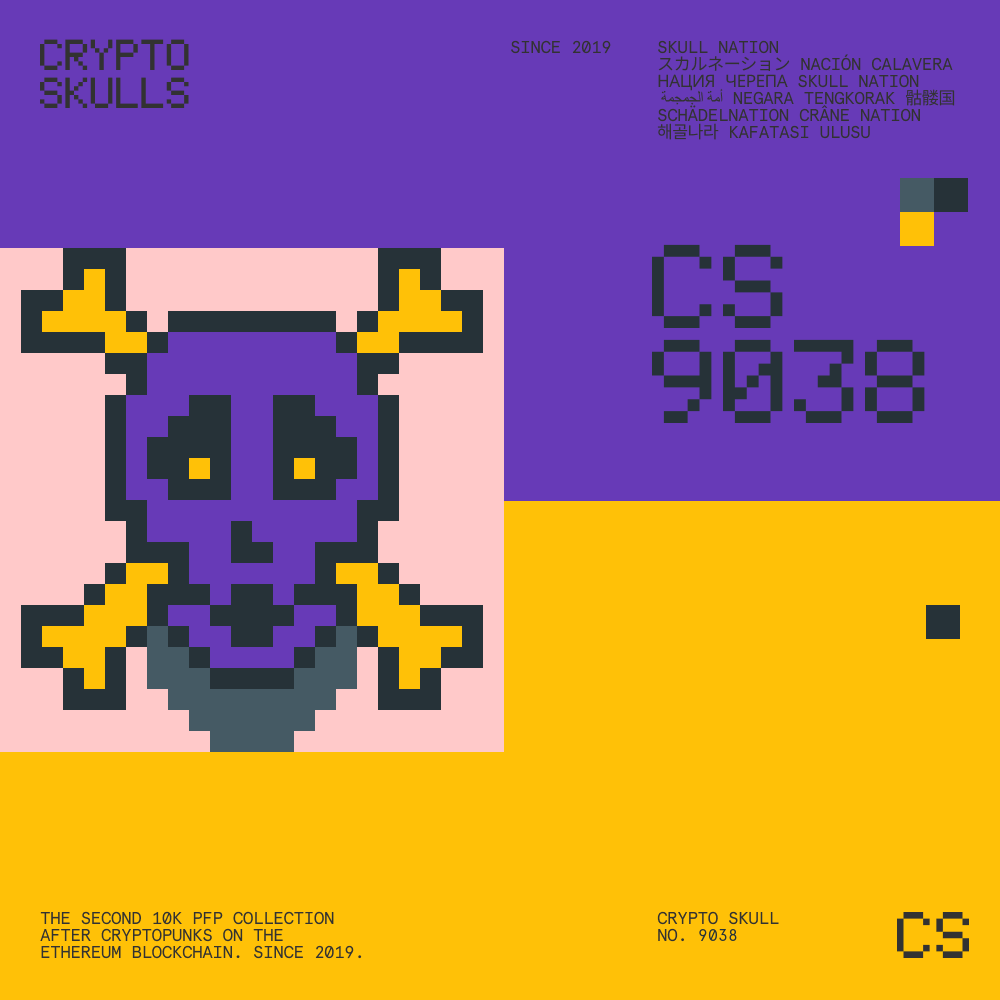 CRYPTO
SKULLS
SINCE 2019
SKULL NATION
スカルネーション NACIÓN CALAVERA
НАЦИЯ ЧЕРЕПА SKULL NATION
أمة الجمجمة NEGARA TENGKORAK 骷髅国
SCHÄDELNATION CRÂNE NATION
해골나라 KAFATASI ULUSU
CS
9038
THE SECOND 10K PFP COLLECTION
AFTER CRYPTOPUNKS ON THE
ETHEREUM BLOCKCHAIN. SINCE 2019.
CRYPTO SKULL
NO. 9038
CS